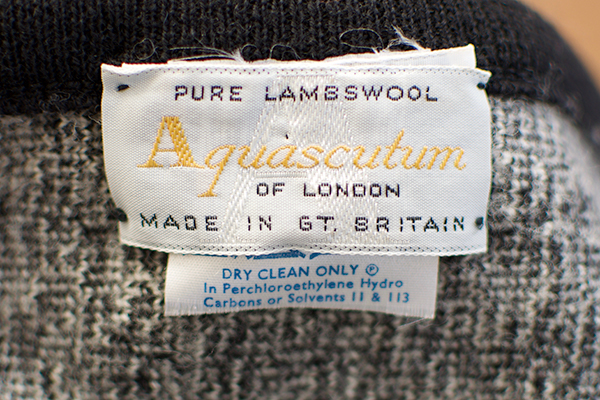 PURE LAMBSWOOL
Aquascutum
OF LONDON
MADE IN GT. BRITAIN
DRY CLEAN ONLY Ⓟ
In Perchloroethylene Hydro
Carbons or Solvents 11 & 113